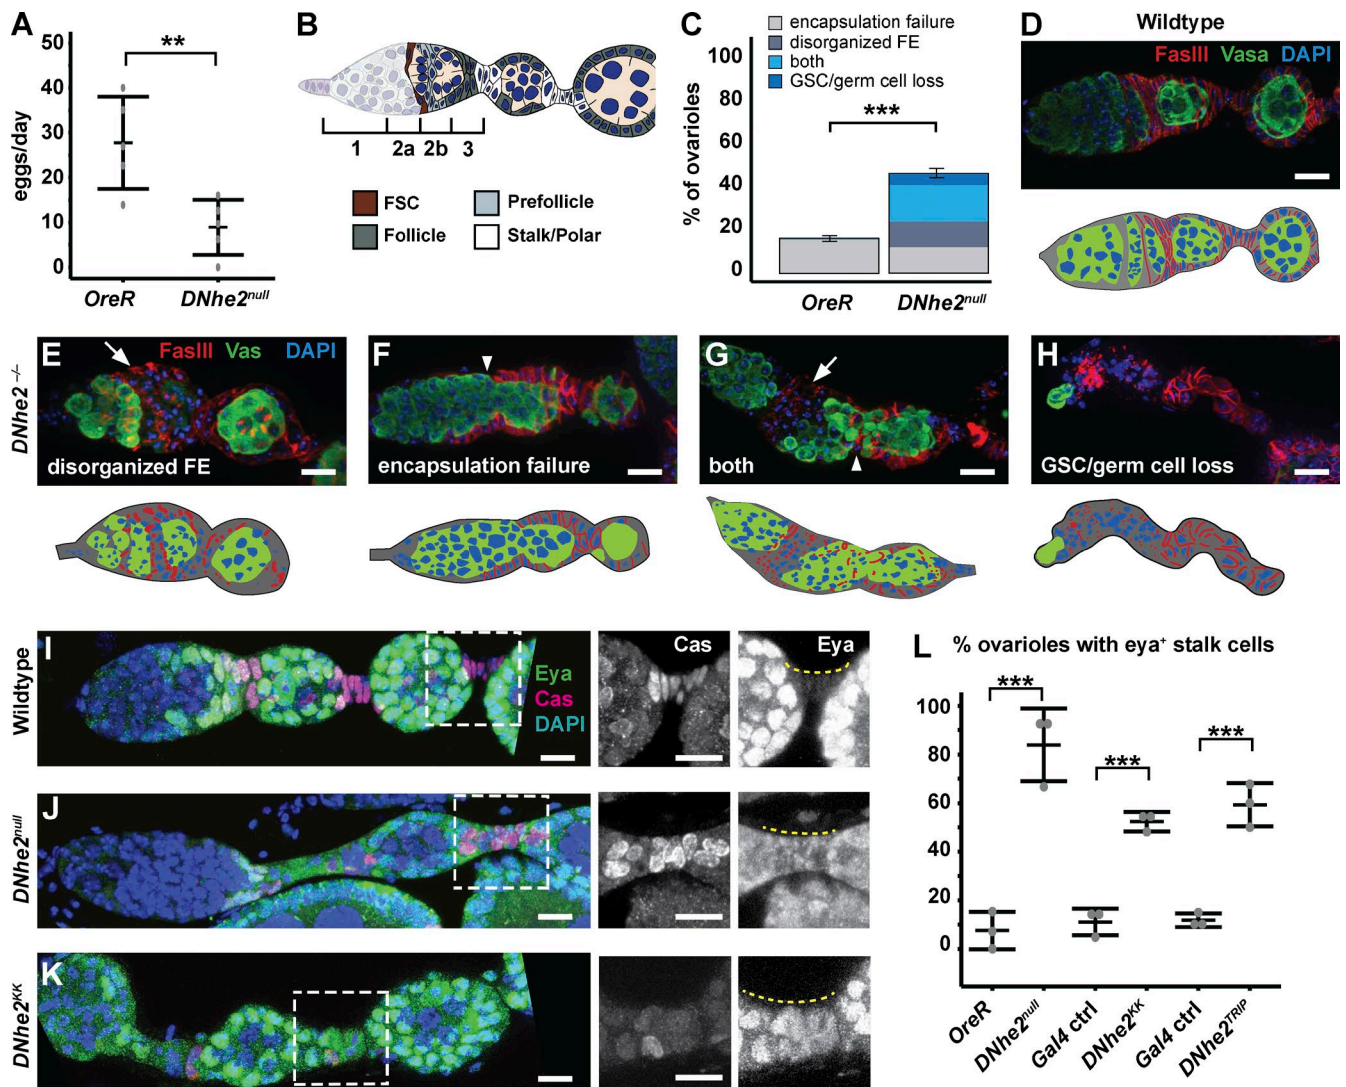 A
50
40
30
20
10
0
eggs/day
**
OreR
DNhe2null
B
1
2a
2b
3
FSC
Prefollicle
Follicle
Stalk/Polar
C
encapsulation failure
disorganized FE
both
GSC/germ cell loss
100
80
60
40
20
0
% of ovarioles
***
OreR
DNhe2null
D
Wildtype
FasIII Vasa DAPI
DNhe2 –/–
E
FasIII Vas DAPI
disorganized FE
F
encapsulation failure
G
both
H
GSC/germ cell loss
Wildtype
I
Eya
Cas
DAPI
Cas
Eya
DNhe2null
J
DNhe2KK
K
L
% ovarioles with eya+ stalk cells
100
80
60
40
20
0
***
***
***
OreR
DNhe2null
Gal4 ctrl
DNhe2KK
Gal4 ctrl
DNhe2TRIP